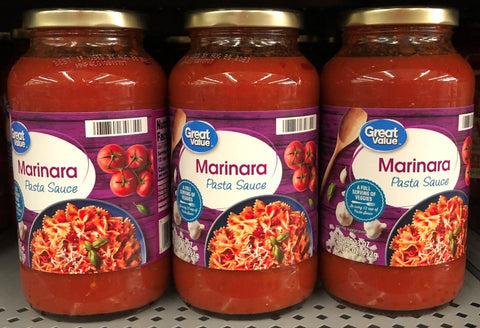 Great
Value
Marinara
Pasta Sauce
Great
Value
Marinara
Pasta Sauce
A FULL
SERVING OF
VEGGIES
Great
Value
Marinara
Pasta Sauce
A FULL
SERVING OF
VEGGIES